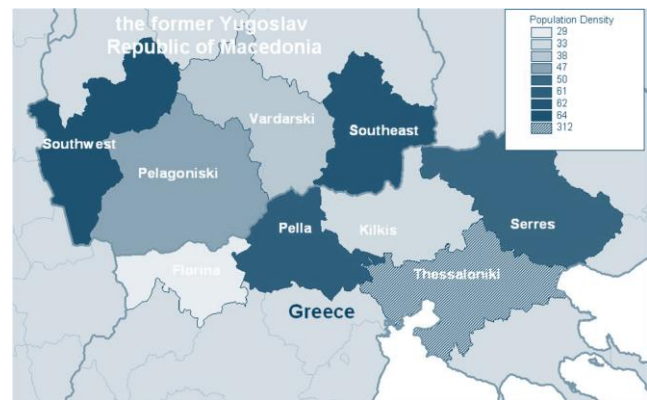 the former Yugoslav
Republic of Macedonia
Population Density
29
33
38
47
50
61
62
64
312
Vardarski
Southeast
Southwest
Pelagoniski
Pella
Kilkis
Serres
Florina
Thessaloniki
Greece